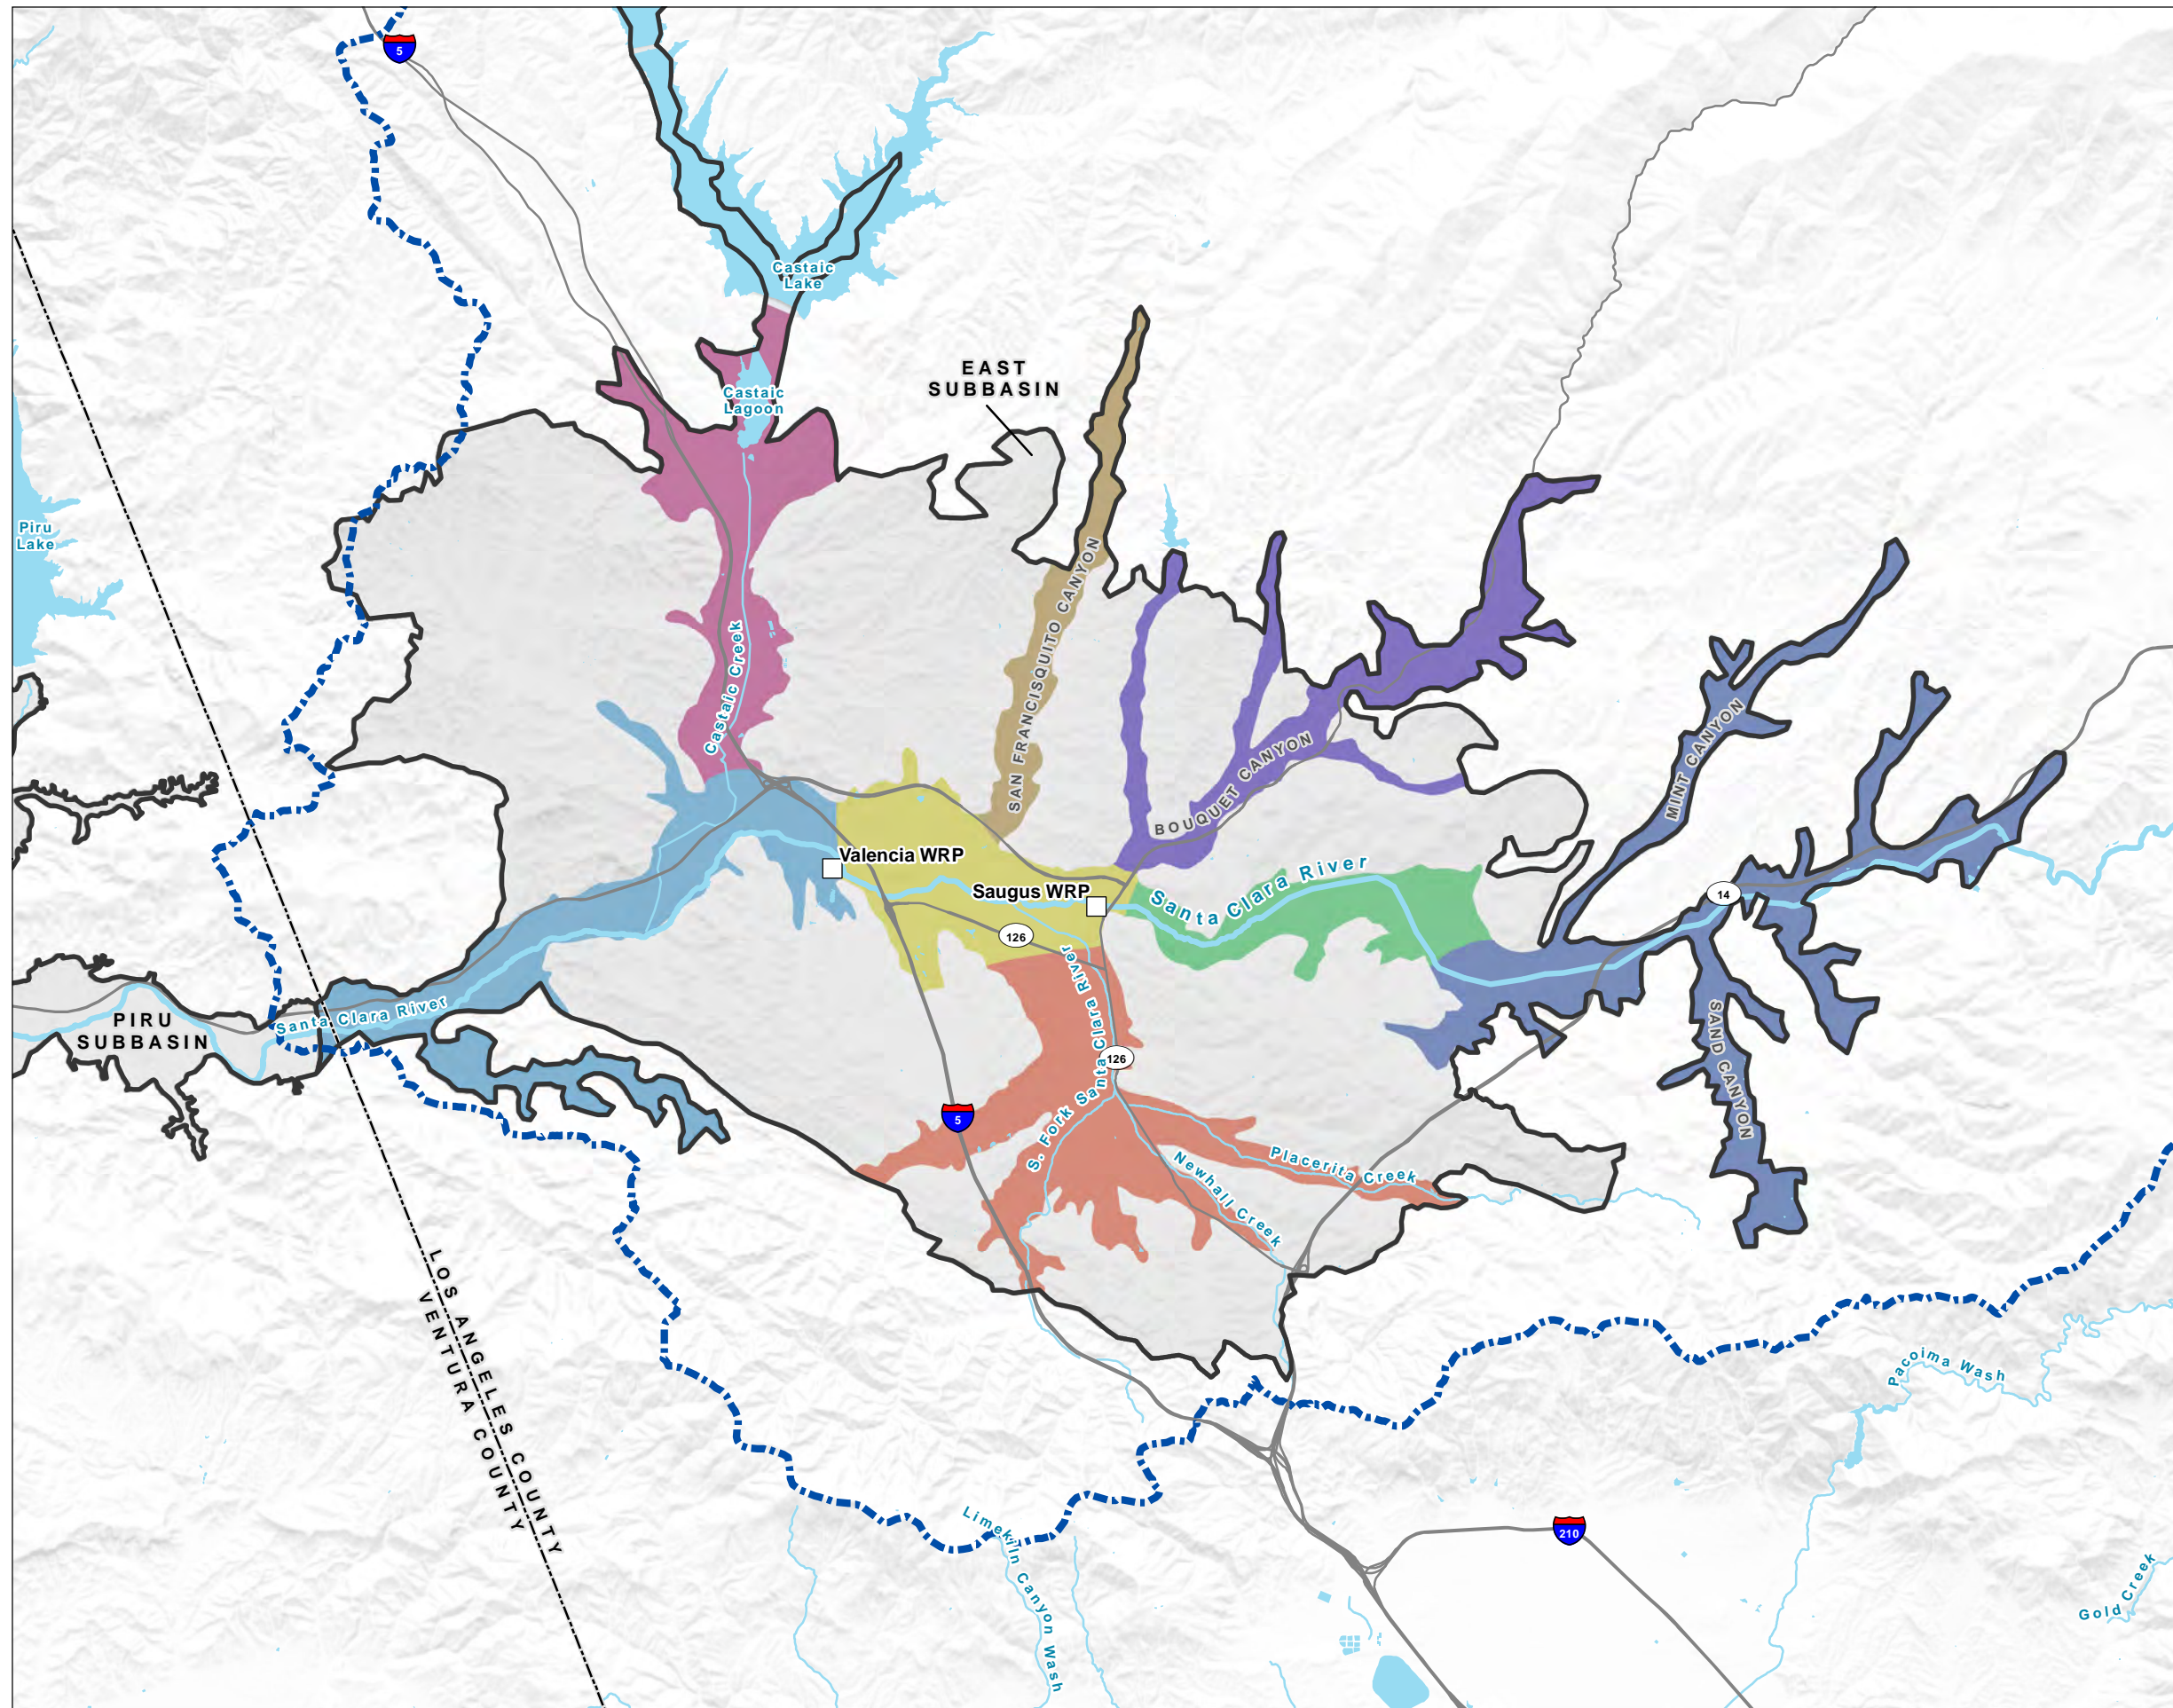 5
Castaic
Lake
EAST
SUBBASIN
Castaic
Lagoon
Piru
Lake
SAN FRANCISQUITO CANYON
Castaic Creek
BOUQUET CANYON
MINT CANYON
Valencia WRP
Saugus WRP
Santa Clara River
14
126
PIRU
SUBBASIN
Santa Clara River
S. Fork Santa Clara River
126
SAND CANYON
5
Placerita Creek
Newhall Creek
LOS ANGELES COUNTY
VENTURA COUNTY
Pacoima Wash
Limekiln Canyon Wash
210
Gold Creek